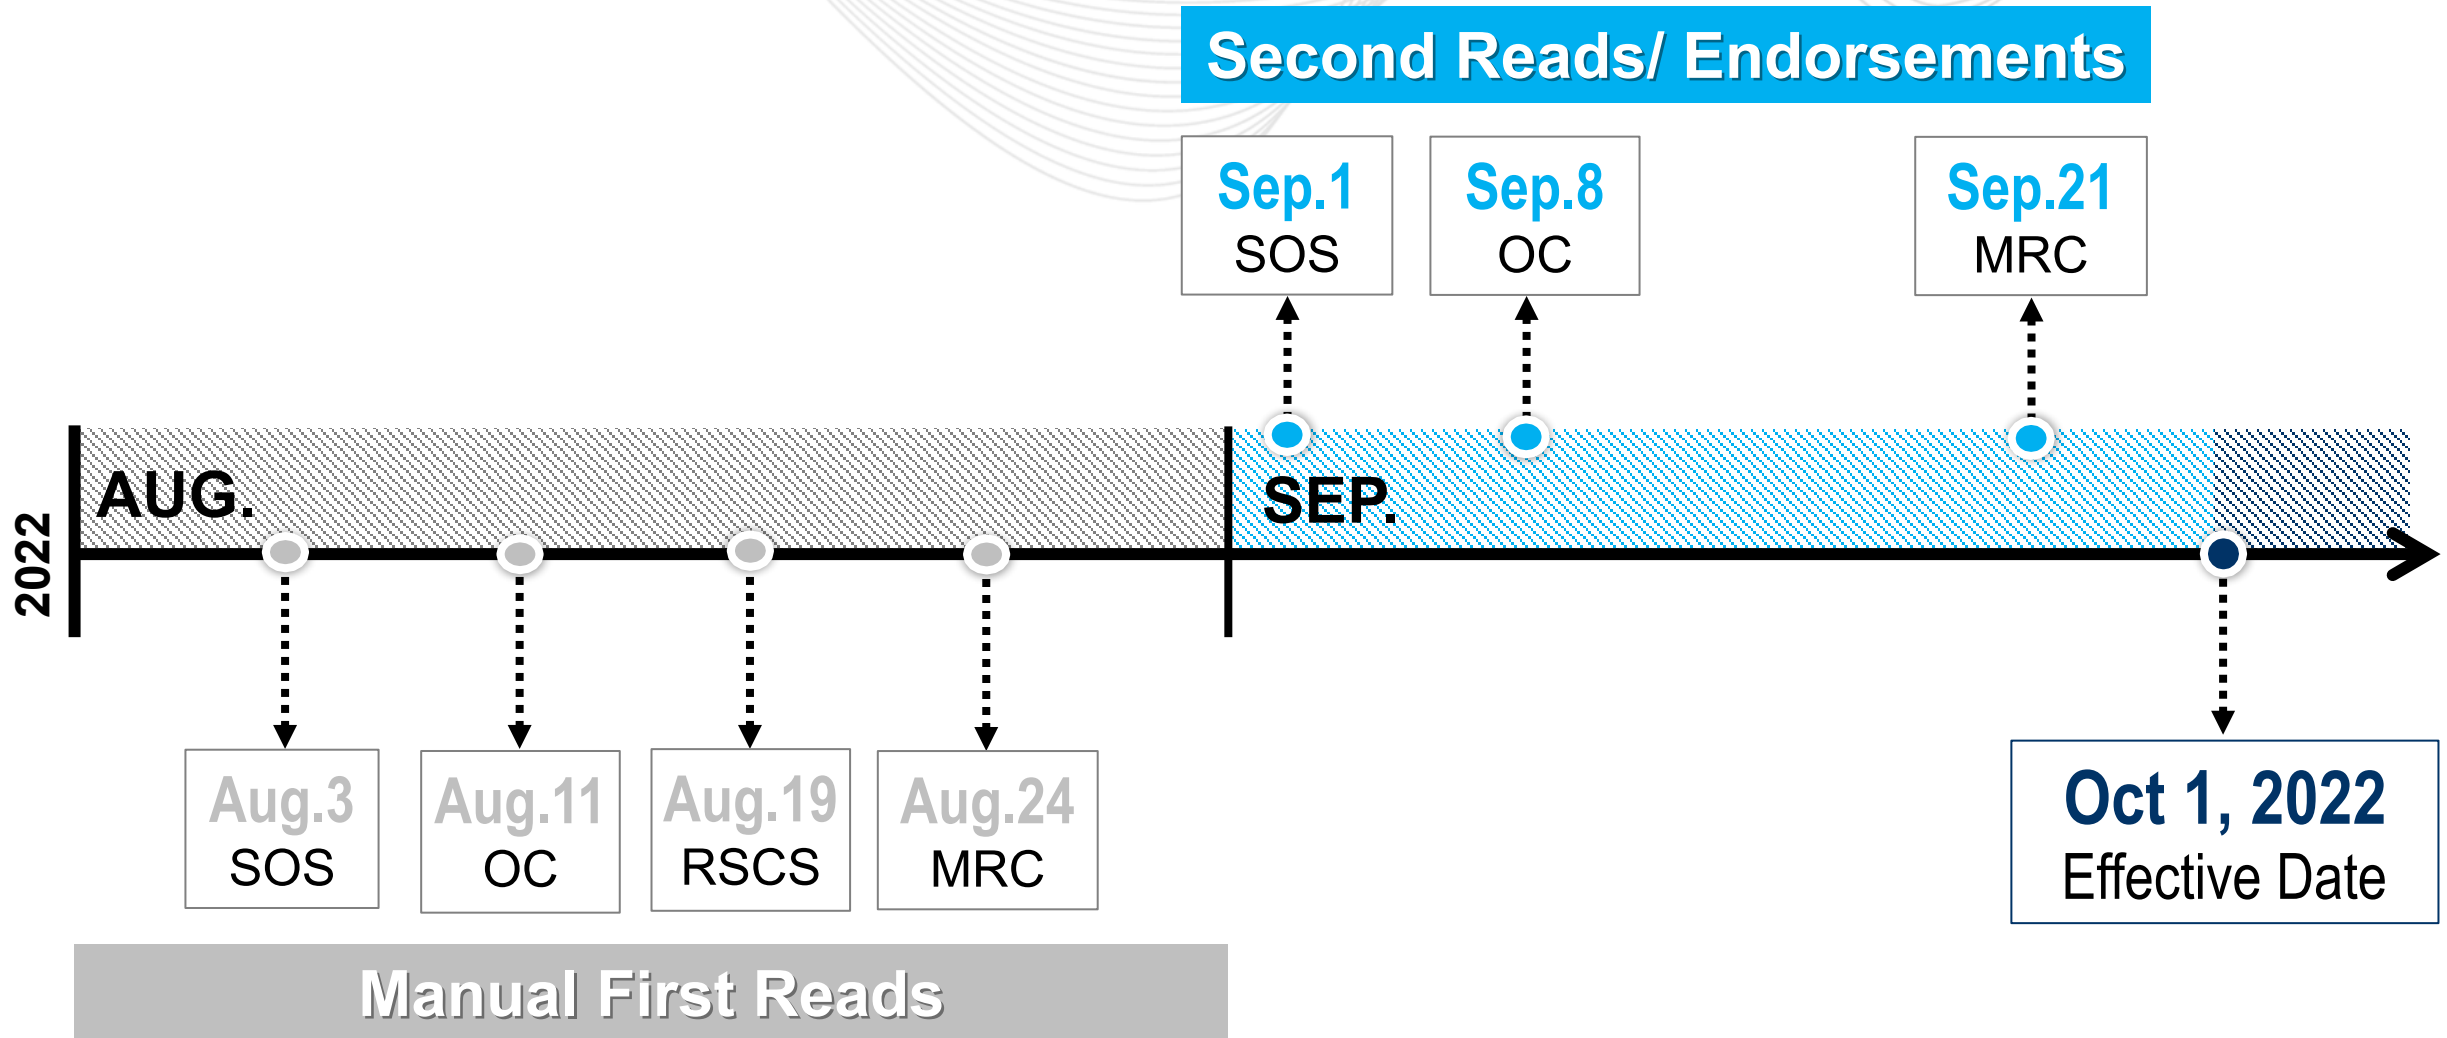 Second Reads/ Endorsements
Sep.1
SOS
Sep.8
OC
Sep.21
MRC
2022
AUG.
SEP.
Aug.3
SOS
Aug.11
OC
Aug.19
RSCS
Aug.24
MRC
Oct 1, 2022
Effective Date
Manual First Reads